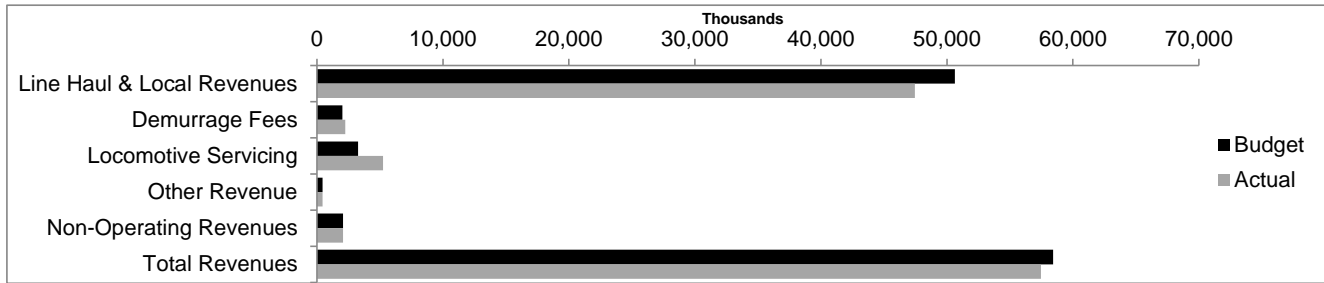 Thousands
0 10,000 20,000 30,000 40,000 50,000 60,000 70,000
Line Haul & Local Revenues
Demurrage Fees
Locomotive Servicing
Other Revenue
Non-Operating Revenues
Total Revenues
Budget
Actual